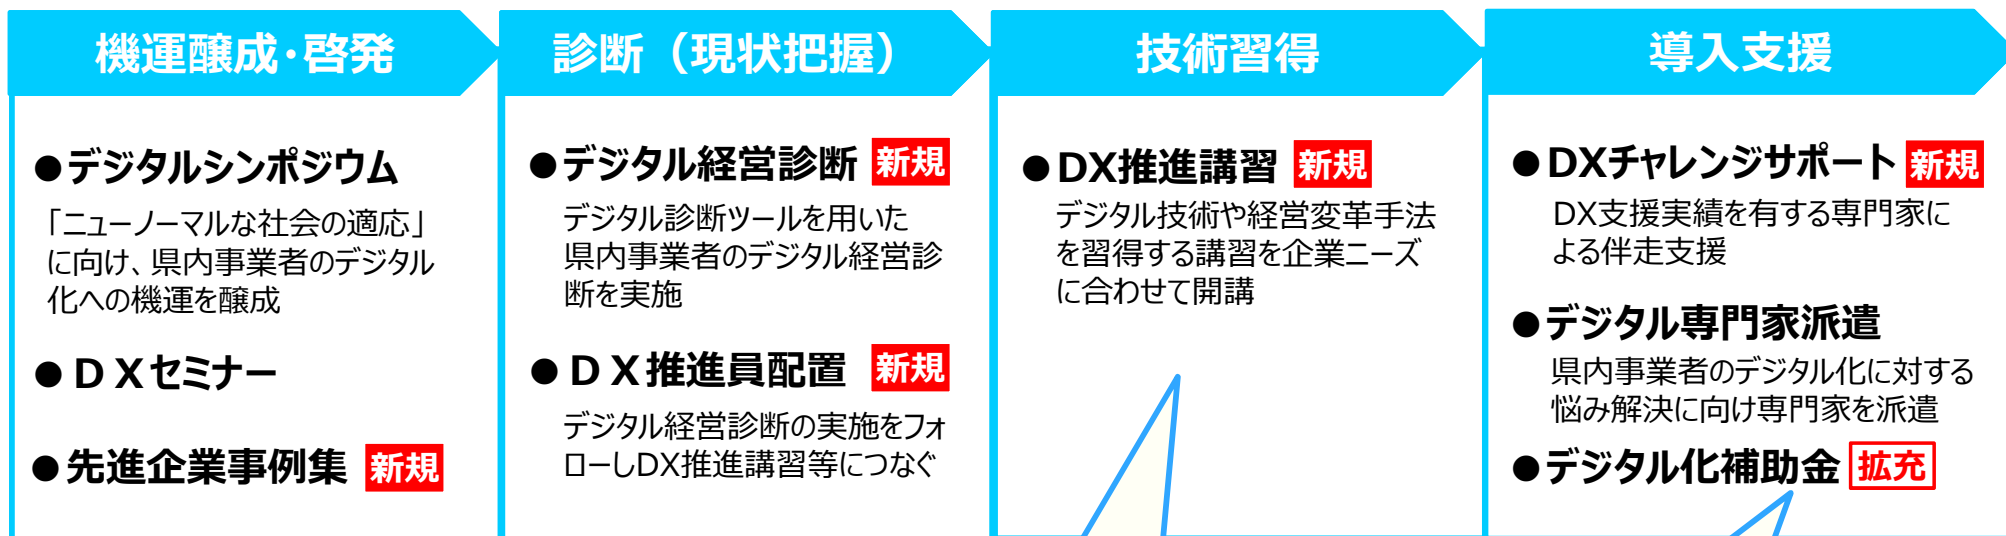 機運醸成・啓発
●デジタルシンポジウム
「ニューノーマルな社会の適応」
に向け、県内事業者のデジタル
化への機運を醸成
●ＤＸセミナー
●先進企業事例集 新規
診断（現状把握）
●デジタル経営診断 新規
デジタル診断ツールを用いた
県内事業者のデジタル経営診
断を実施
●ＤＸ推進員配置 新規
デジタル経営診断の実施をフォ
ローしDX推進講習等につなぐ
技術習得
●DX推進講習 新規
デジタル技術や経営変革手法
を習得する講習を企業ニーズ
に合わせて開講
導入支援
●DXチャレンジサポート 新規
DX支援実績を有する専門家に
よる伴走支援
●デジタル専門家派遣
県内事業者のデジタル化に対する
悩み解決に向け専門家を派遣
●デジタル化補助金 拡充